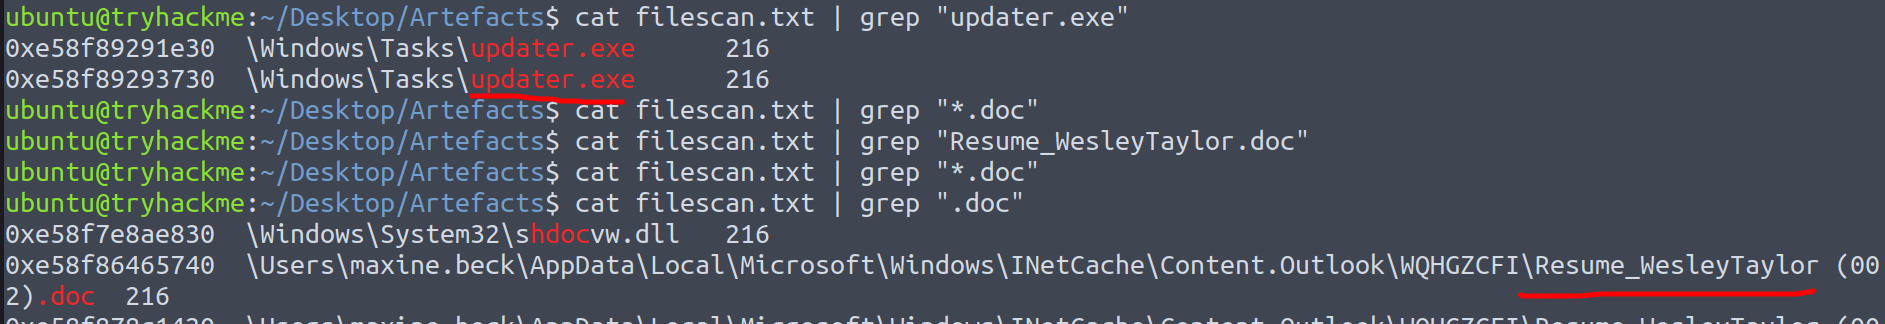 ubuntu@tryhackme:~/Desktop/Artefacts$ cat filescan.txt | grep "updater.exe"
0xe58f89291e30  \Windows\Tasks\updater.exe      216
0xe58f89293730  \Windows\Tasks\updater.exe      216
ubuntu@tryhackme:~/Desktop/Artefacts$ cat filescan.txt | grep "*.doc"
ubuntu@tryhackme:~/Desktop/Artefacts$ cat filescan.txt | grep "Resume_WesleyTaylor.doc"
ubuntu@tryhackme:~/Desktop/Artefacts$ cat filescan.txt | grep "*.doc"
ubuntu@tryhackme:~/Desktop/Artefacts$ cat filescan.txt | grep ".doc"
0xe58f7e8ae830  \Windows\System32\shdocvw.dll   216
0xe58f86465740  \Users\maxine.beck\AppData\Local\Microsoft\Windows\INetCache\Content.Outlook\WQHGZCFI\Resume_WesleyTaylor (00
2).doc  216